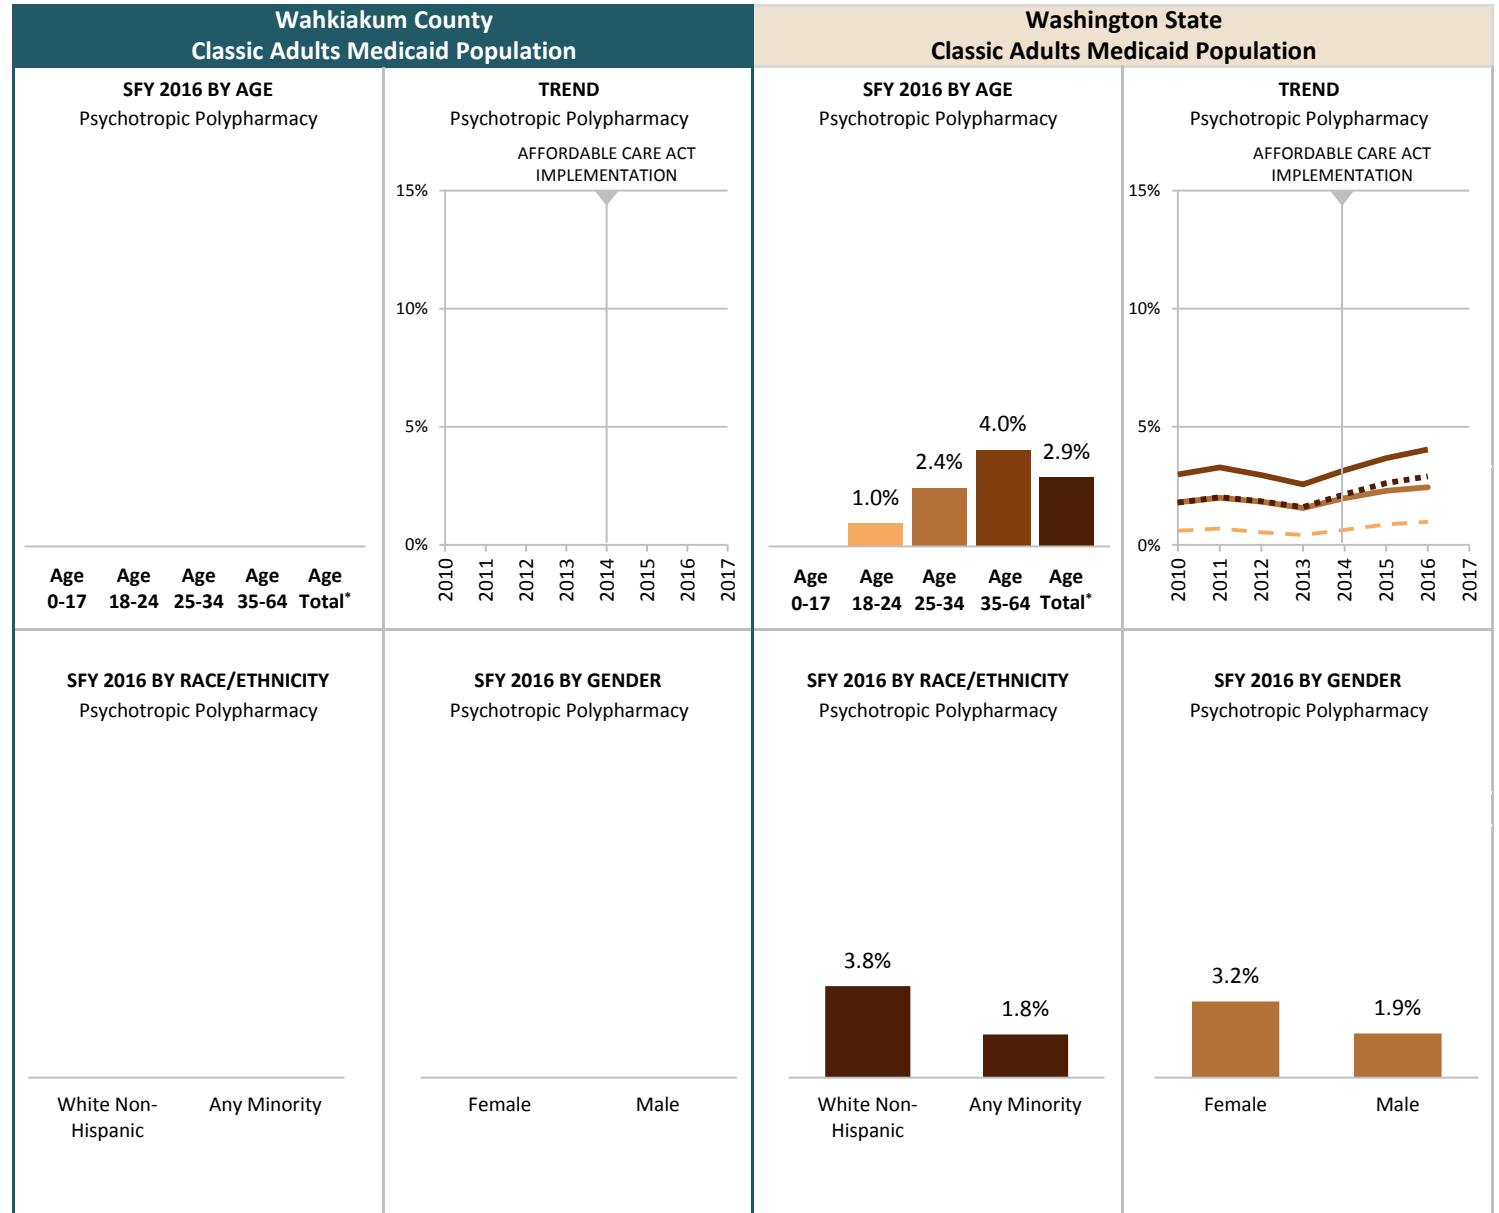 Wahkiakum County
Classic Adults Medicaid Population
Washington State
Classic Adults Medicaid Population
SFY 2016 BY AGE
Psychotropic Polypharmacy
Age 0-17
Age 18-24
Age 25-34
Age 35-64
Age Total*
TREND
Psychotropic Polypharmacy
AFFORDABLE CARE ACT
IMPLEMENTATION
15%
10%
5%
0%
2010
2011
2012
2013
2014
2015
2016
2017
SFY 2016 BY AGE
Psychotropic Polypharmacy
1.0%
2.4%
4.0%
2.9%
Age 0-17
Age 18-24
Age 25-34
Age 35-64
Age Total*
TREND
Psychotropic Polypharmacy
AFFORDABLE CARE ACT
IMPLEMENTATION
15%
10%
5%
0%
2010
2011
2012
2013
2014
2015
2016
2017
SFY 2016 BY RACE/ETHNICITY
Psychotropic Polypharmacy
White Non-
Hispanic
Any Minority
SFY 2016 BY GENDER
Psychotropic Polypharmacy
Female
Male
SFY 2016 BY RACE/ETHNICITY
Psychotropic Polypharmacy
3.8%
1.8%
White Non-
Hispanic
Any Minority
SFY 2016 BY GENDER
Psychotropic Polypharmacy
3.2%
1.9%
Female
Male